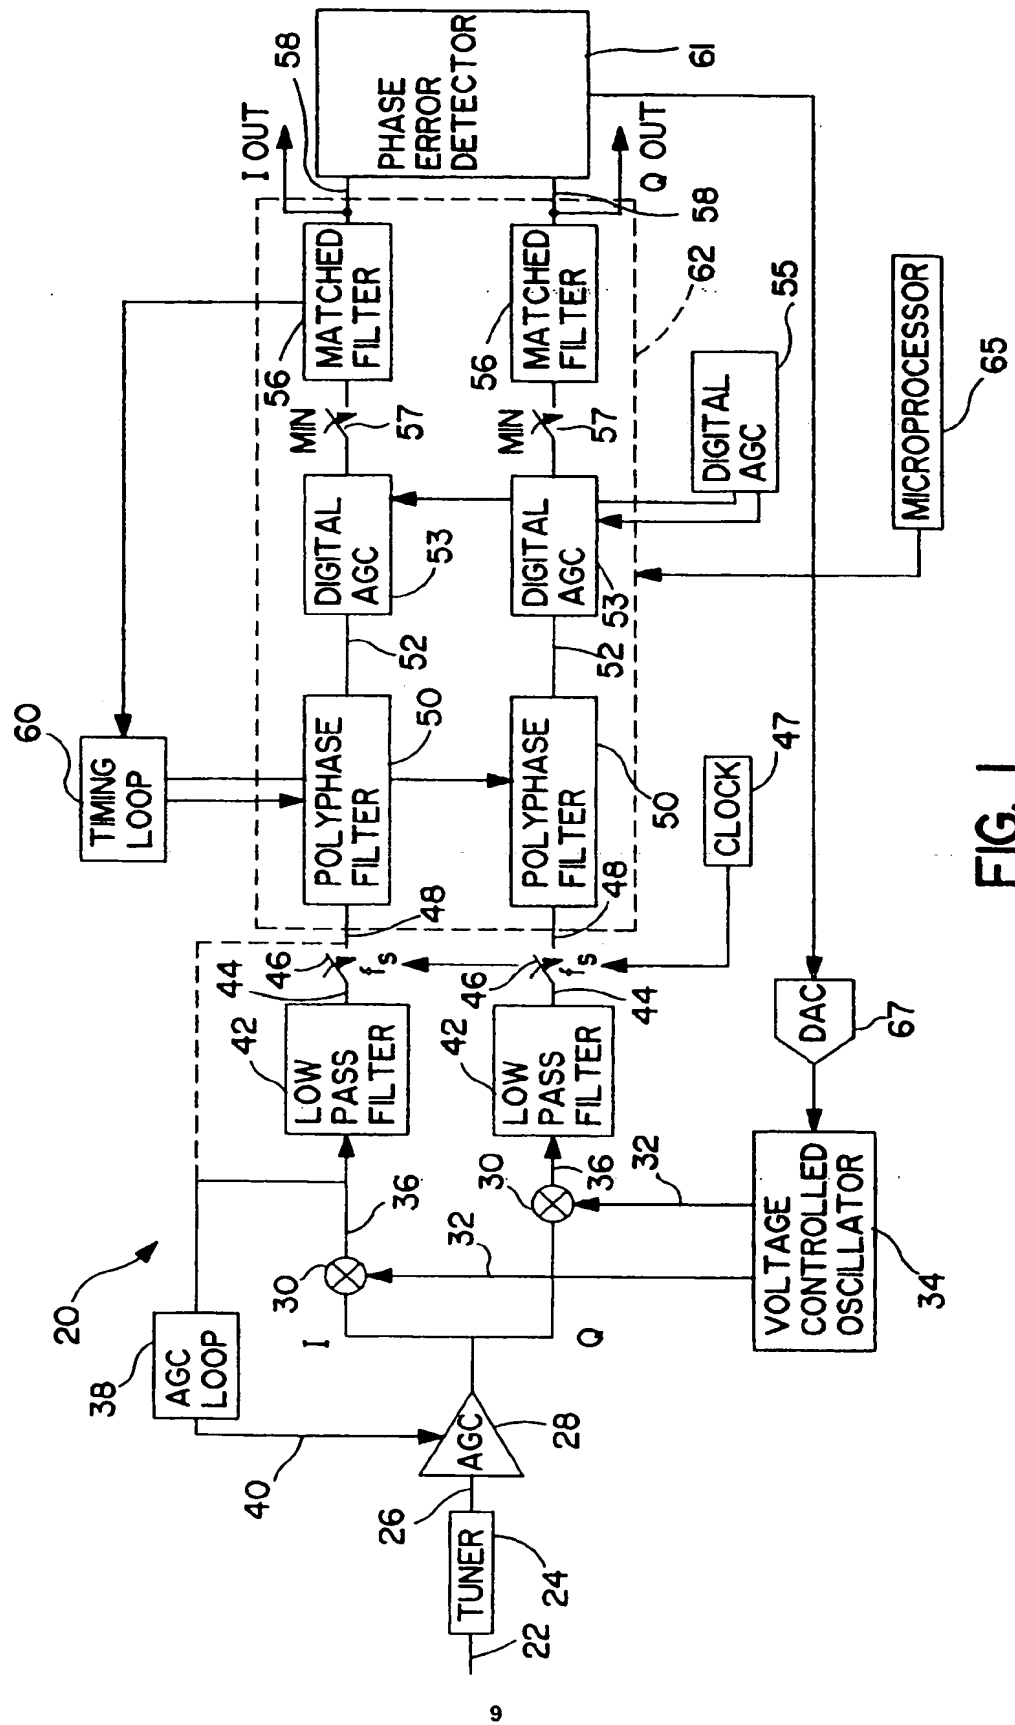 60
TIMING
LOOP
I OUT
58
58
PHASE
ERROR
DETECTOR
61
56
MATCHED
FILTER
MIN
57
DIGITAL
AGC
53
52
POLYPHASE
FILTER
50
48
46
fs
44
42
LOW
PASS
FILTER
36
30
I
20
38
AGC
LOOP
40
AGC
28
26
TUNER
24
22
Q
30
36
32
32
42
LOW
PASS
FILTER
44
46
fs
48
POLYPHASE
FILTER
50
52
DIGITAL
AGC
53
MIN
57
56
MATCHED
FILTER
58
Q OUT
62
DIGITAL
AGC
55
MICROPROCESSOR
65
CLOCK
47
DAC
67
VOLTAGE
CONTROLLED
OSCILLATOR
34
FIG. 1
9